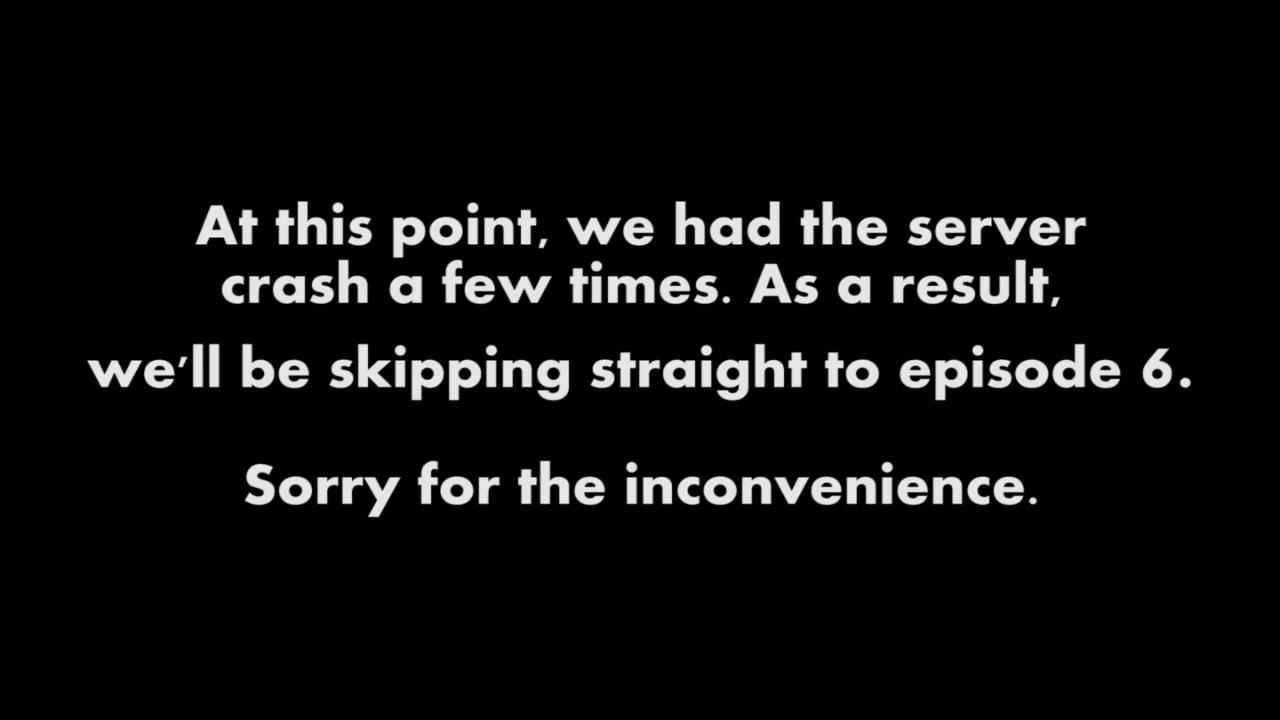 At this point, we had the server
crash a few times. As a result,
we'll be skipping straight to episode 6.
Sorry for the inconvenience.